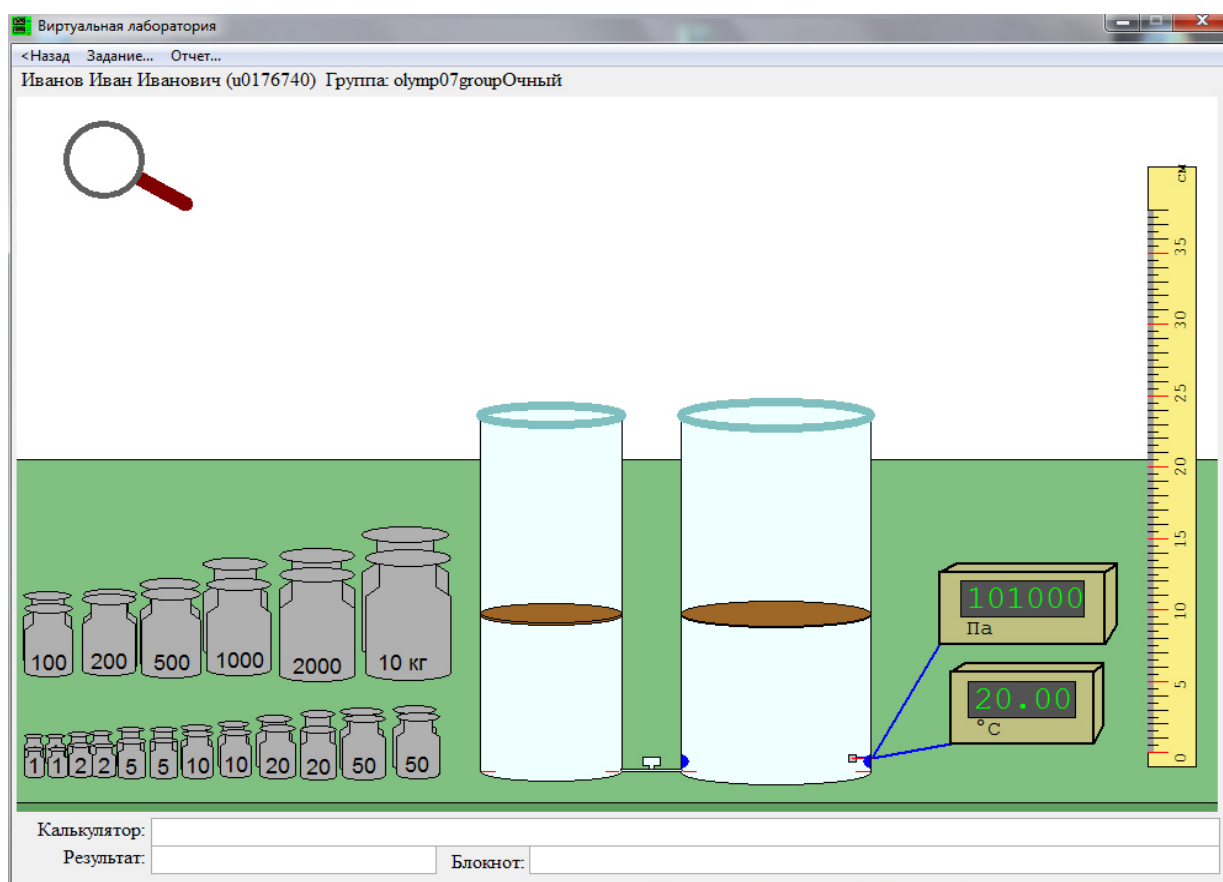 Виртуальная лаборатория
<Назад Задание... Отчет...
Иванов Иван Иванович (u0176740) Группа: olymp07groupОчный
см
35
30
25
20
15
10
5
0
101000
Па
20.00
°C
100 200 500 1000 2000 10 кг
1 1 2 2 5 5 10 10 20 20 50 50
Калькулятор:
Результат:
Блокнот: